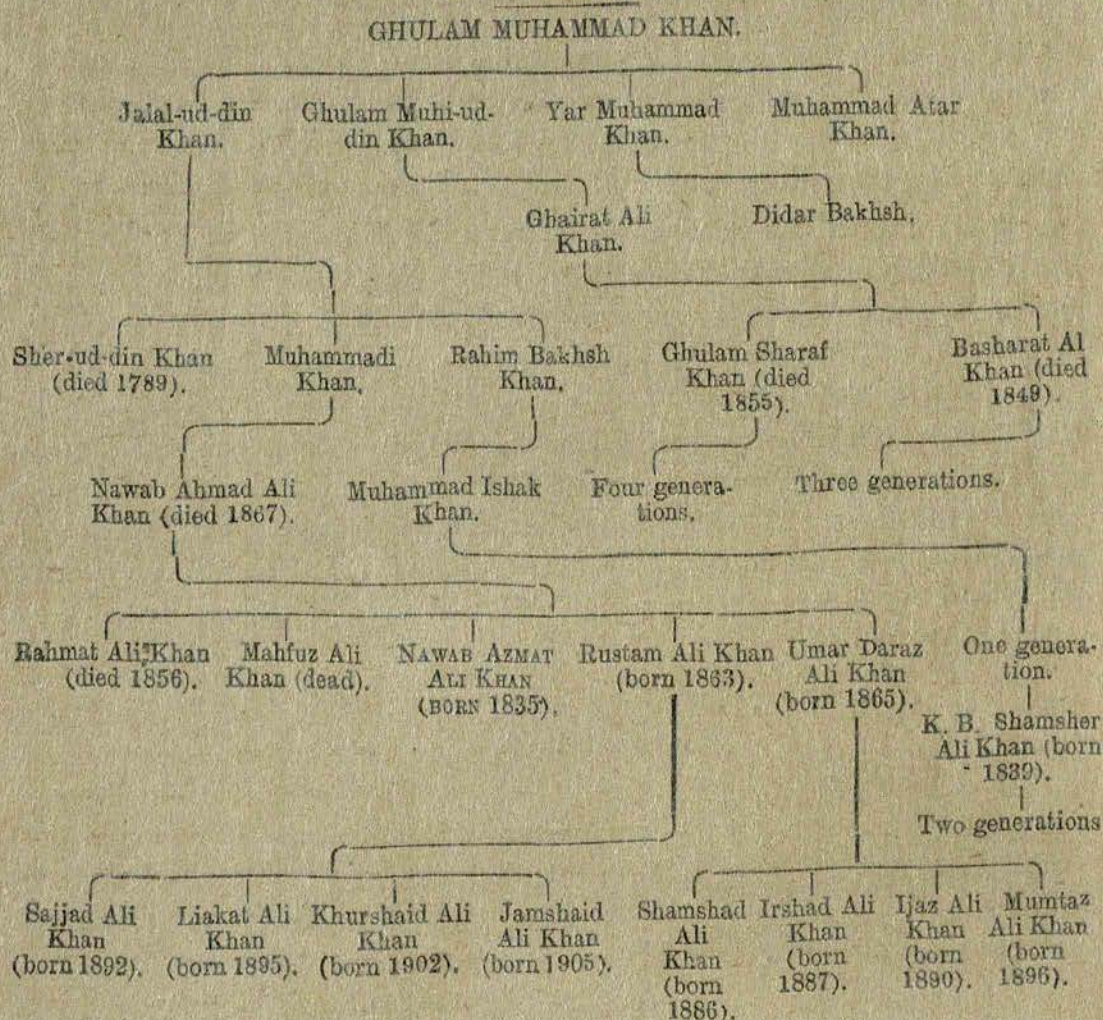 GHULAM MUHAMMAD KHAN.
Jalal-ud-din
Khan.
Ghulam Muhi-ud-
din Khan.
Yar Muhammad
Khan.
Muhammad Atar
Khan.
Ghairat Ali
Khan.
Didar Bakhsh.
Sher-ud-din Khan
(died 1789).
Muhammadi
Khan.
Rahim Bakhsh
Khan.
Ghulam Sharaf
Khan (died
1855).
Basharat Al
Khan (died
1849).
Nawab Ahmad Ali
Khan (died 1867).
Muhammad Ishak
Khan.
Four genera-
tions.
Three generations.
Rahmat Ali Khan
(died 1856).
Mahfuz Ali
Khan (dead).
NAWAB AZMAT
ALI KHAN
(BORN 1835).
Rustam Ali Khan
(born 1863).
Umar Daraz
Ali Khan
(born 1865).
One genera-
tion.
K. B. Shamsher
Ali Khan (born
1839).
Two generations
Sajjad Ali
Khan
(born 1892).
Liakat Ali
Khan
(born 1895).
Khurshaid Ali
Khan
(born 1902).
Jamshaid
Ali Khan
(born 1905).
Shamshad
Ali
Khan
(born
1886).
Irshad Ali
Khan
(born
1887).
Ijaz Ali
Khan
(born
1890).
Mumtaz
Ali Khan
(born
1896).